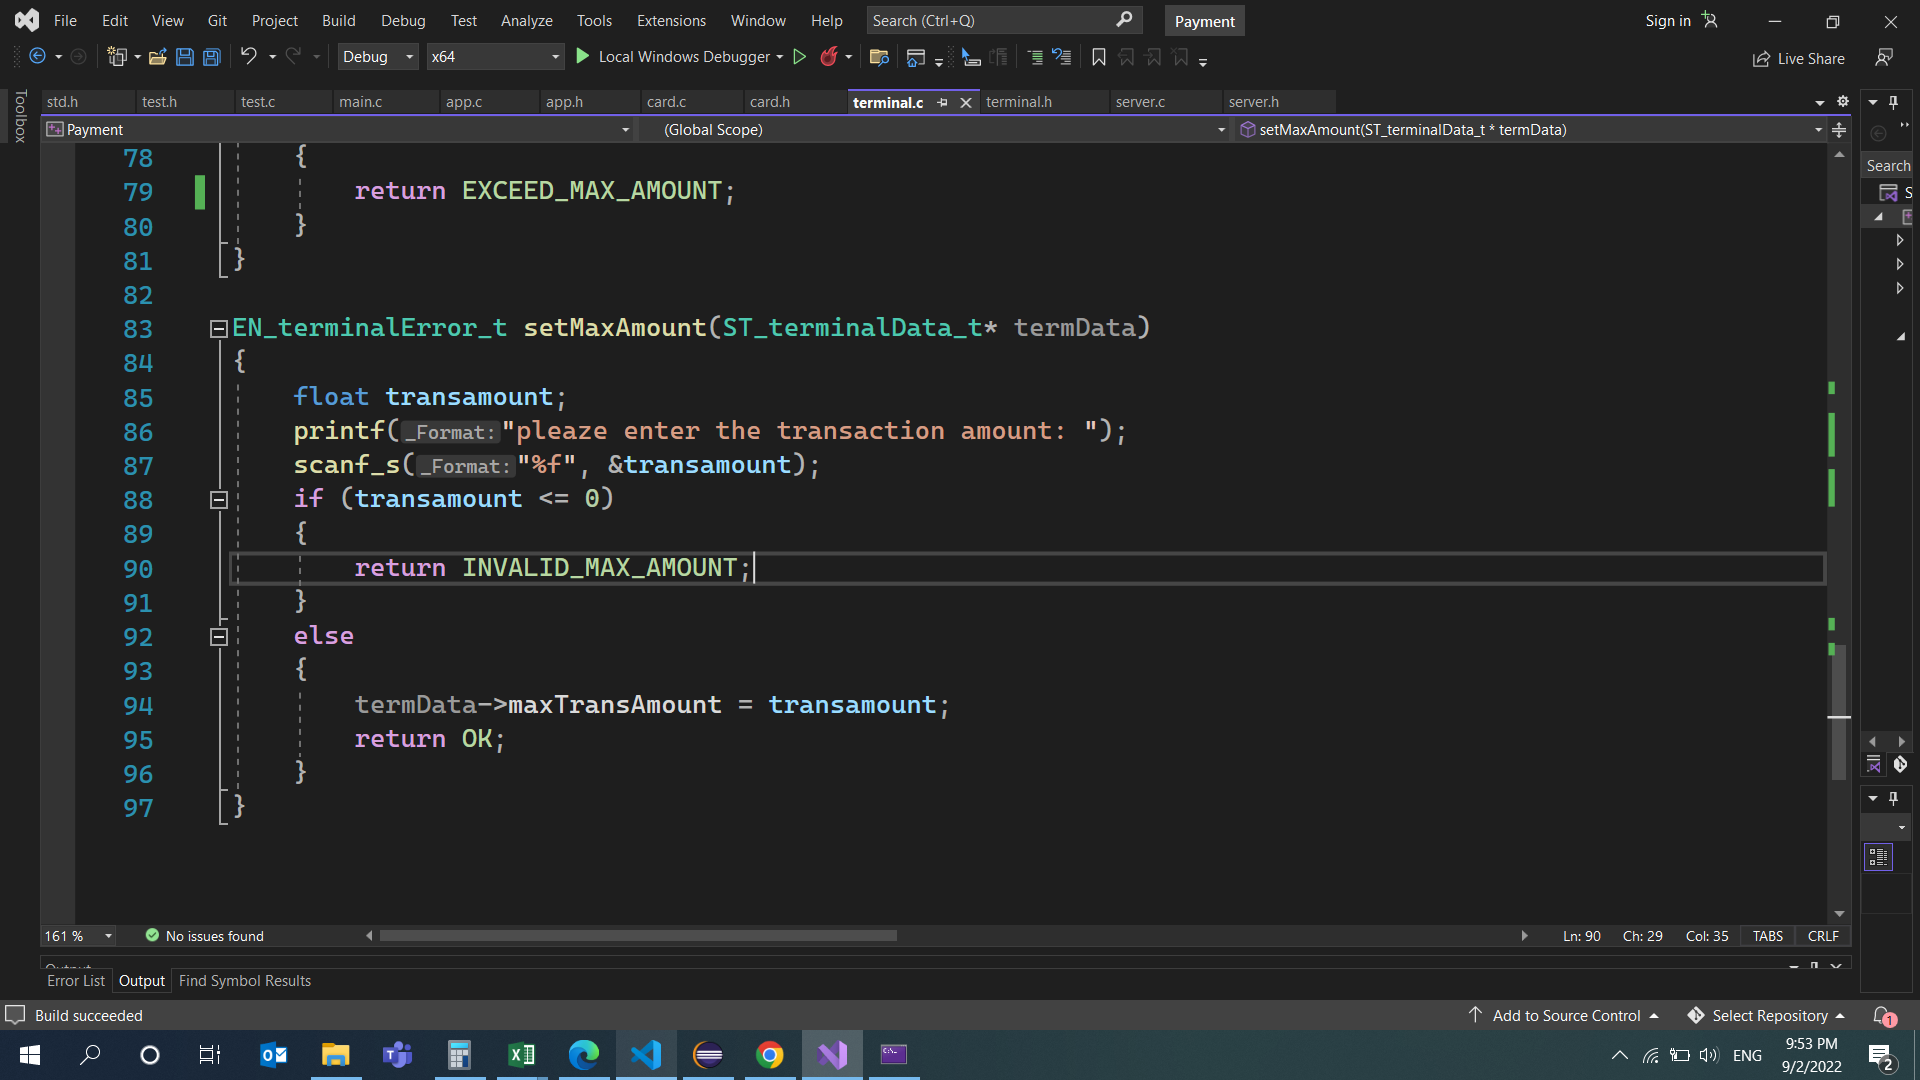 File Edit View Git Project Build Debug Test Analyze Tools Extensions Window Help Search (Ctrl+Q) Payment Sign in
Debug x64 Local Windows Debugger Live Share
Toolbox
std.h test.h test.c main.c app.c app.h card.c card.h terminal.c terminal.h server.c server.h
Payment (Global Scope) setMaxAmount(ST_terminalData_t * termData)
Search
78 {
79 return EXCEED_MAX_AMOUNT;
80 }
81 }
82
83 EN_terminalError_t setMaxAmount(ST_terminalData_t* termData)
84 {
85 float transamount;
86 printf(_Format:"pleaze enter the transaction amount: ");
87 scanf_s(_Format:"%f", &transamount);
88 if (transamount <= 0)
89 {
90 return INVALID_MAX_AMOUNT;
91 }
92 else
93 {
94 termData->maxTransAmount = transamount;
95 return OK;
96 }
97 }
161 % No issues found Ln: 90 Ch: 29 Col: 35 TABS CRLF
Output
Error List Output Find Symbol Results
Build succeeded Add to Source Control Select Repository 1
ENG 9:53 PM
9/2/2022 2